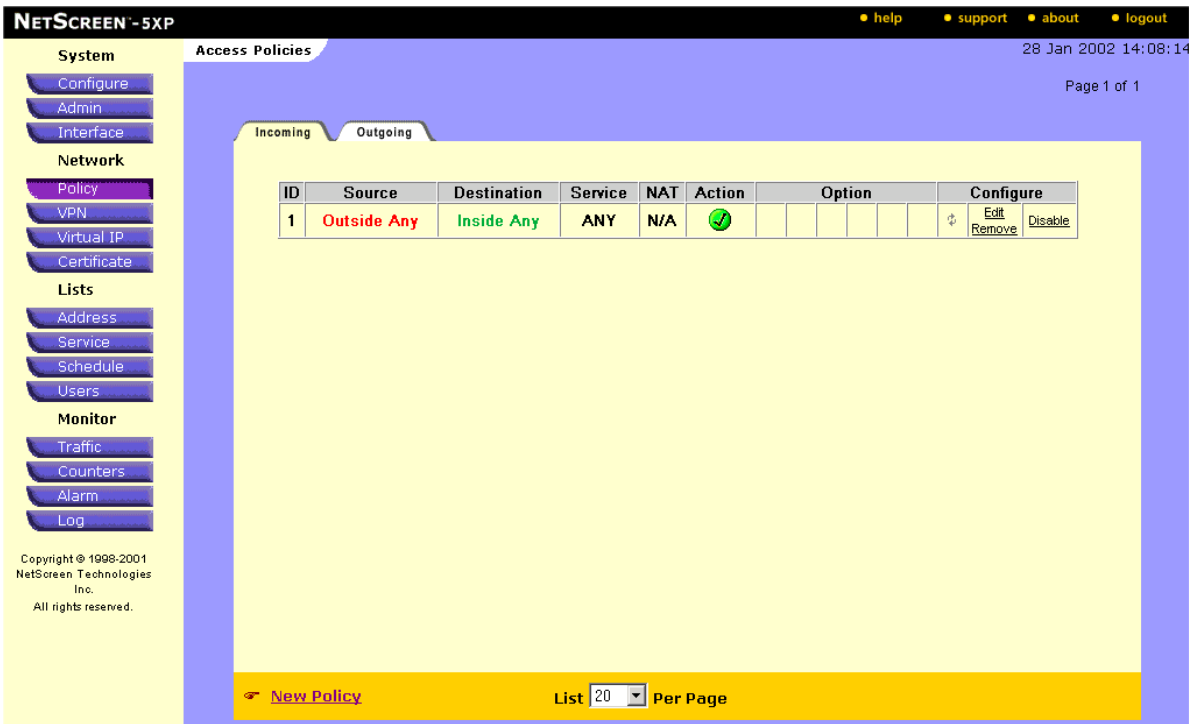 NETSCREEN™-5XP
help support about logout
System
Configure
Admin
Interface
Network
Policy
VPN
Virtual IP
Certificate
Lists
Address
Service
Schedule
Users
Monitor
Traffic
Counters
Alarm
Log
Copyright © 1998-2001
NetScreen Technologies
Inc.
All rights reserved.
Access Policies
28 Jan 2002 14:08:14
Page 1 of 1
Incoming Outgoing
ID Source Destination Service NAT Action Option Configure
1 Outside Any Inside Any ANY N/A Edit Remove Disable
New Policy List 20 Per Page